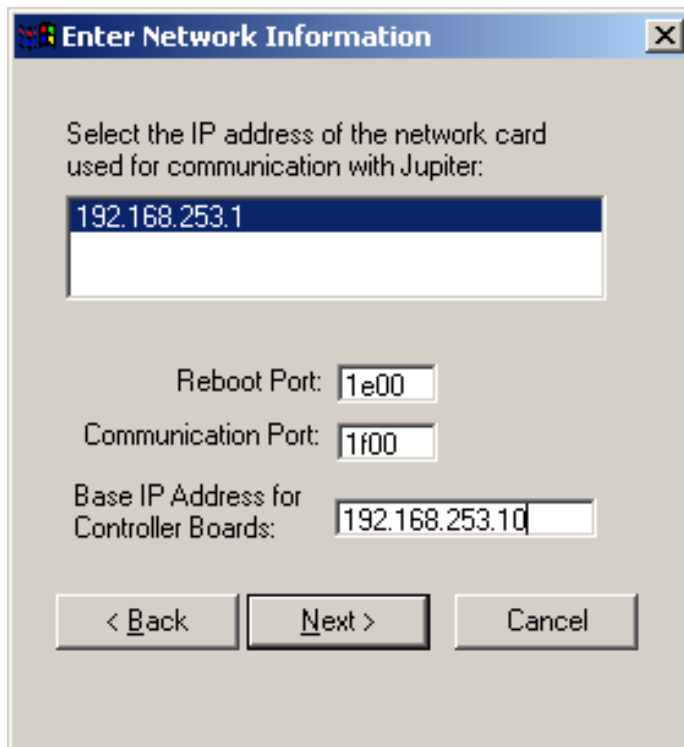 Enter Network Information
Select the IP address of the network card
used for communication with Jupiter:
192.168.253.1
Reboot Port: 1e00
Communication Port: 1f00
Base IP Address for
Controller Boards: 192.168.253.10
< Back Next > Cancel